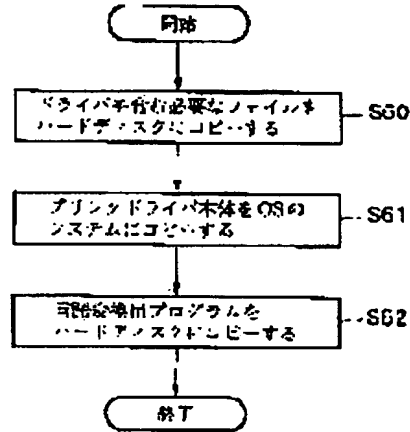 開始
ドライバを含む必要なファイルを
ハードディスクにコピーする
S60
プリンタドライバ本体をOSの
システムにコピーする
S61
プログラムを
ハードディスクにコピーする
S62
終了